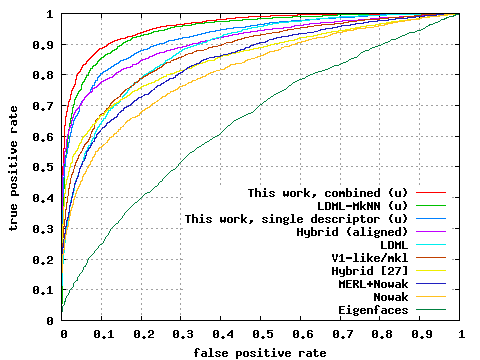 1
0.9
0.8
0.7
0.6
0.5
0.4
0.3
0.2
0.1
0
true positive rate
This work, combined (u)
LDML-MkNN (u)
This work, single descriptor (u)
Hybrid (aligned)
LDML
V1-like/mkl
Hybrid [27]
MERL+Nowak
Nowak
Eigenfaces
0 0.1 0.2 0.3 0.4 0.5 0.6 0.7 0.8 0.9 1
false positive rate